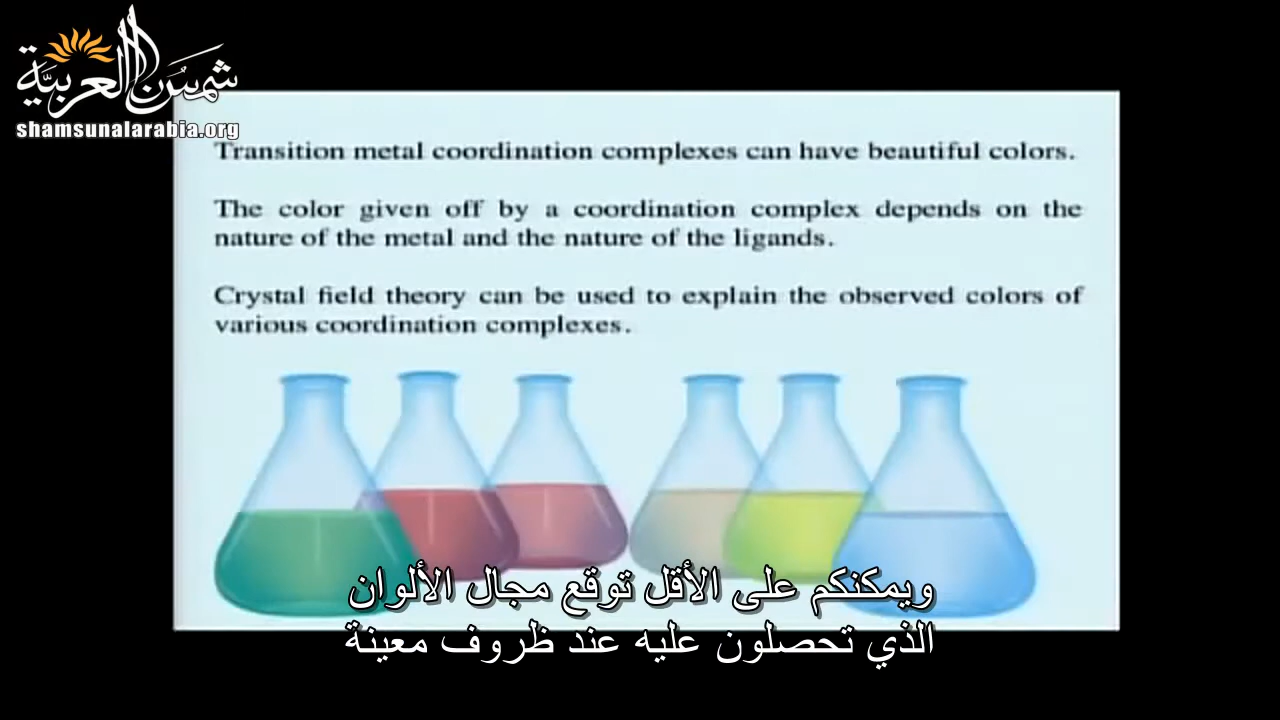 شمس العربية
shamsunalarabia.org
Transition metal coordination complexes can have beautiful colors.
The color given off by a coordination complex depends on the
nature of the metal and the nature of the ligands.
Crystal field theory can be used to explain the observed colors of
various coordination complexes.
ويمكنكم على الأقل توقع مجال الألوان
الذي تحصلون عليه عند ظروف معينة